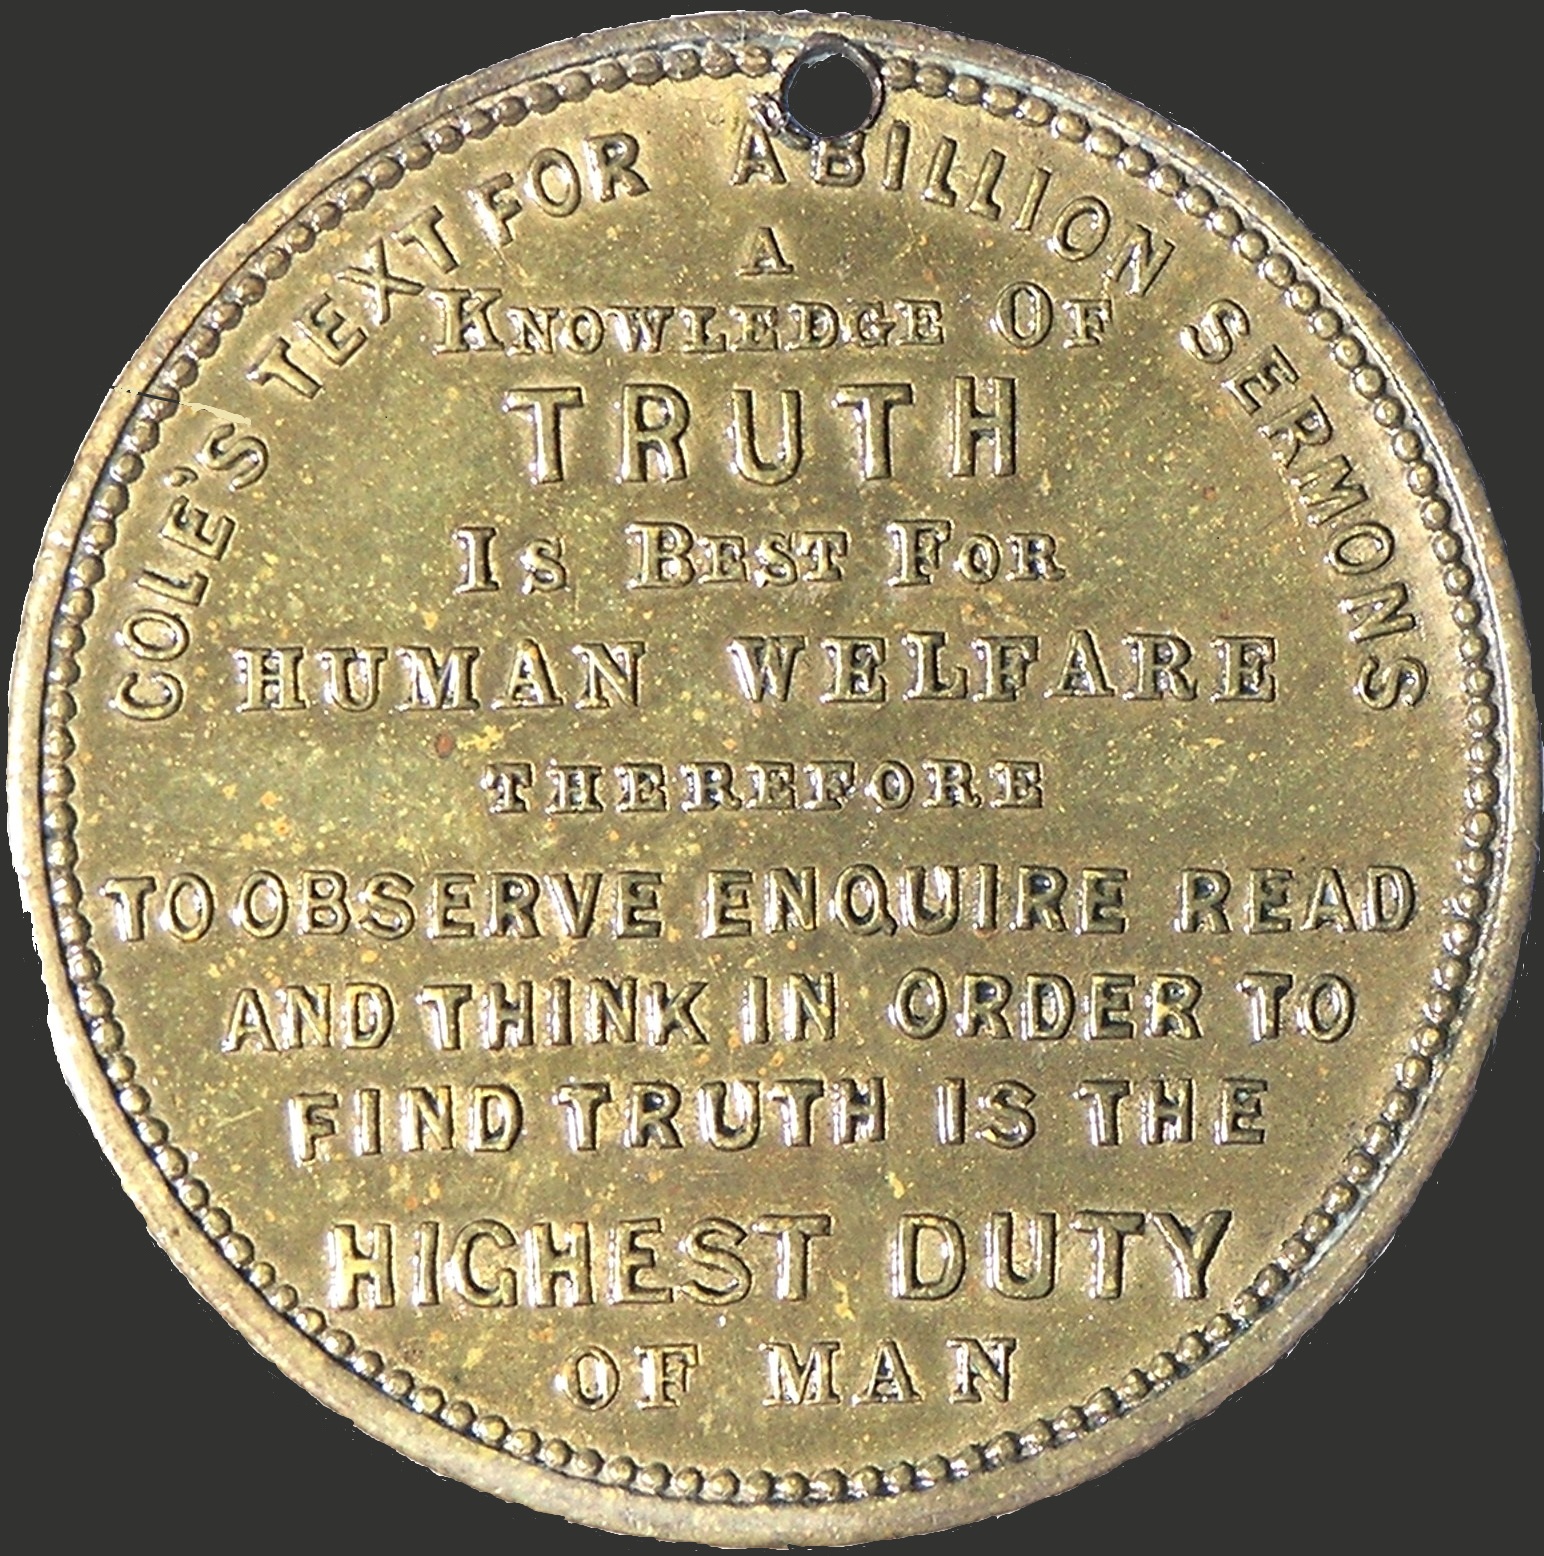 COLE'S TEXT FOR A BILLION SERMONS
A
KNOWLEDGE OF
TRUTH
IS BEST FOR
HUMAN WELFARE
THEREFORE
TO OBSERVE ENQUIRE READ
AND THINK IN ORDER TO
FIND TRUTH IS THE
HIGHEST DUTY
OF MAN